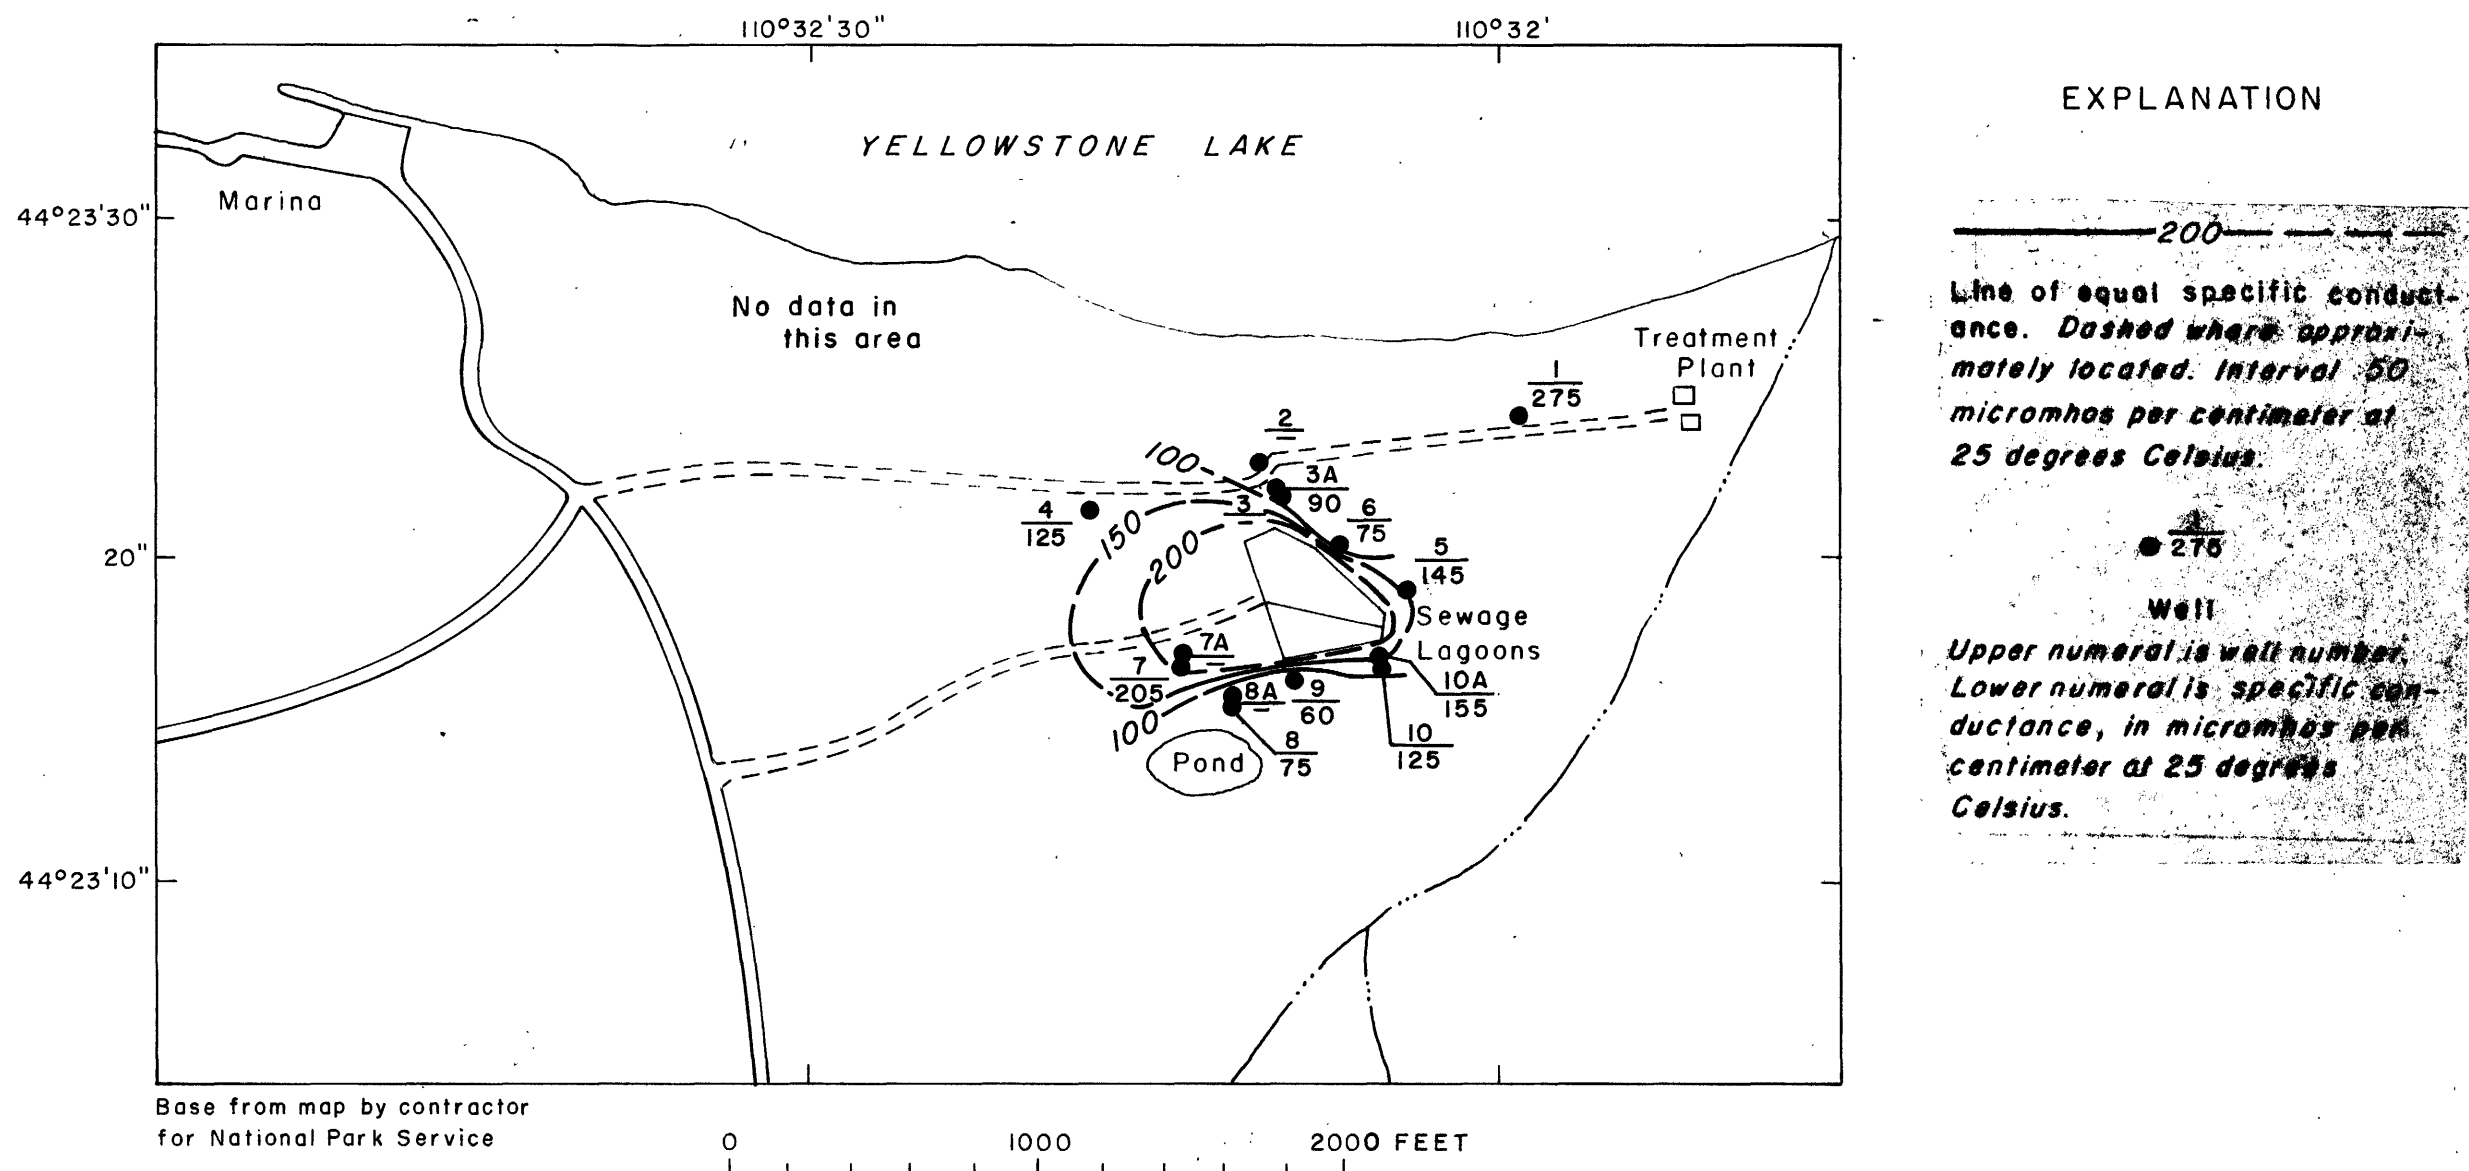 110°32'30"
110°32'
EXPLANATION
YELLOWSTONE LAKE
Marina
44°23'30"
200
Line of equal specific conduct-
ance. Dashed where approxi-
mately located. Interval 50
micromhos per centimeter at
25 degrees Celsius.
No data in
this area
Treatment
Plant
1
275
2
—
100
3A
90
3
4
125
150
6
75
200
5
145
20"
1
275
Well
Upper numeral is well number.
Lower numeral is specific con-
ductance, in micromhos per
centimeter at 25 degrees
Celsius.
Sewage
Lagoons
7A
—
7
205
8A
—
9
60
10A
155
100
8
75
10
125
Pond
44°23'10"
Base from map by contractor
for National Park Service
0 1000 2000 FEET